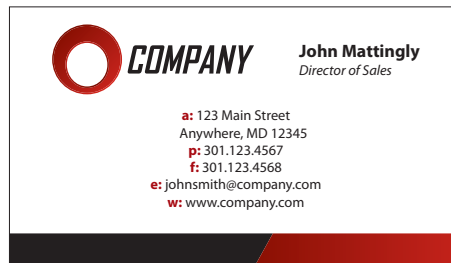 COMPANY
John Mattingly
Director of Sales
a: 123 Main Street
Anywhere, MD 12345
p: 301.123.4567
f: 301.123.4568
e: johnsmith@company.com
w: www.company.com